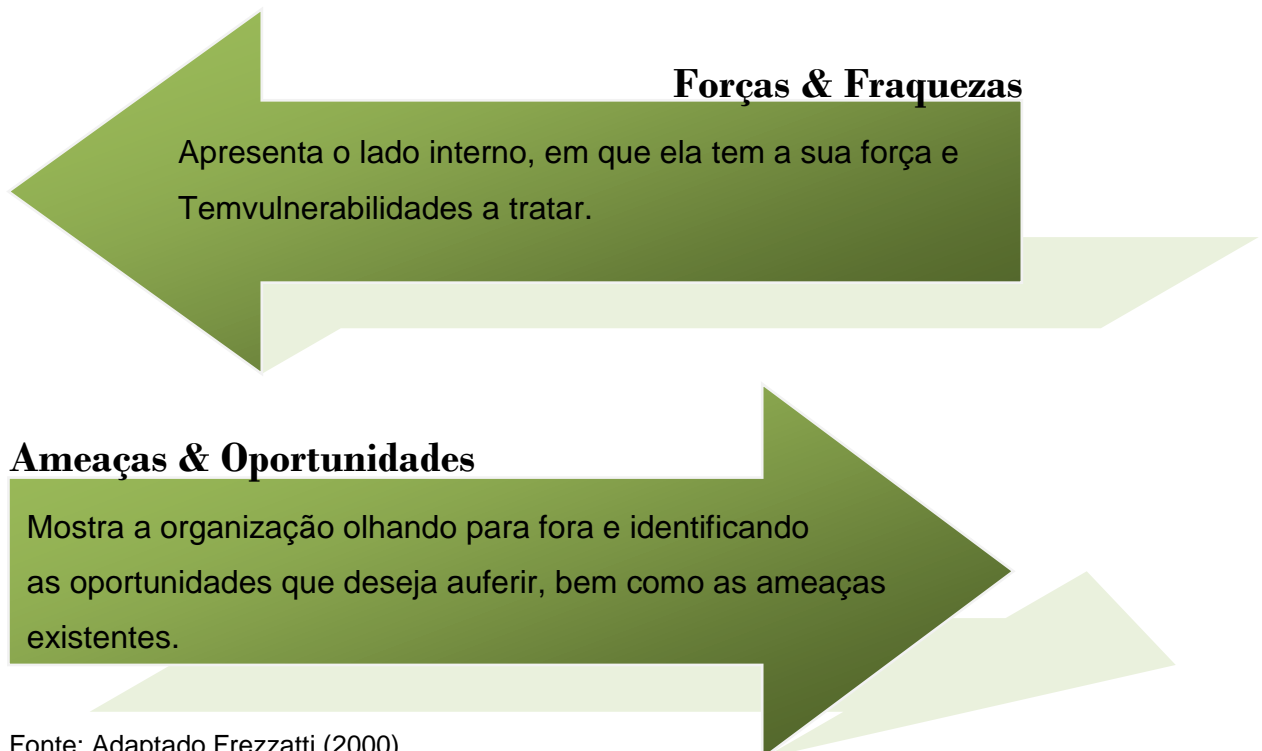 Forças & Fraquezas
Apresenta o lado interno, em que ela tem a sua força e
Temvulnerabilidades a tratar.
Ameaças & Oportunidades
Mostra a organização olhando para fora e identificando
as oportunidades que deseja auferir, bem como as ameaças
existentes.
Fonte: Adaptado Frezzatti (2000)